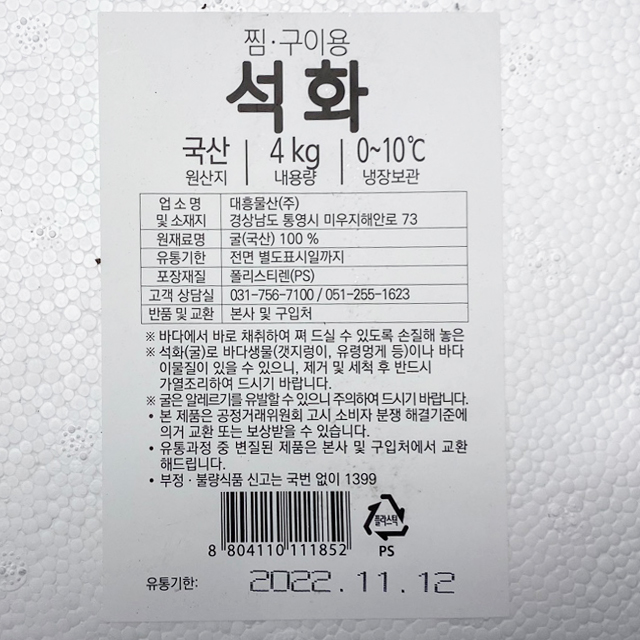 찜·구이용
석화
국산 | 4 kg | 0~10℃
원산지 내용량 냉장보관
업 소 명 및 소재지 대흥물산(주) 경상남도 통영시 미우지해안로 73
원재료명 굴(국산) 100 %
유통기한 전면 별도표시일까지
포장재질 폴리스티렌(PS)
고객 상담실 031-756-7100 / 051-255-1623
반품 및 교환 본사 및 구입처
※ 바다에서 바로 채취하여 쪄 드실 수 있도록 손질해 놓은
※ 석화(굴)로 바다생물(갯지렁이, 유령멍게 등)이나 바다
이물질이 있을 수 있으니, 제거 및 세척 후 반드시
가열조리하여 드시기 바랍니다.
※ 굴은 알레르기를 유발할 수 있으니 주의하여 드시기 바랍니다.
• 본 제품은 공정거래위원회 고시 소비자 분쟁 해결기준에
의거 교환 또는 보상받을 수 있습니다.
• 유통과정 중 변질된 제품은 본사 및 구입처에서 교환
해드립니다.
• 부정·불량식품 신고는 국번 없이 1399
8 804110 111852
플라스틱
PS
유통기한: 2022.11.12